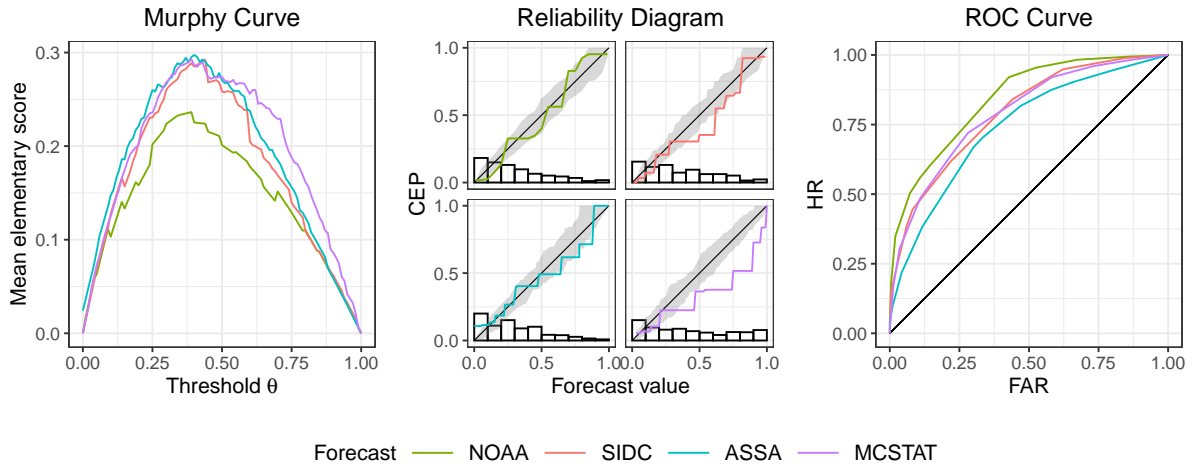 Murphy Curve
Mean elementary score
0.3
0.2
0.1
0.0
0.00 0.25 0.50 0.75 1.00
Threshold θ
Reliability Diagram
CEP
1.0
0.5
0.0
1.0
0.5
0.0
0.0 0.5 1.0 0.0 0.5 1.0
Forecast value
ROC Curve
HR
1.00
0.75
0.50
0.25
0.00
0.00 0.25 0.50 0.75 1.00
FAR
Forecast NOAA SIDC ASSA MCSTAT